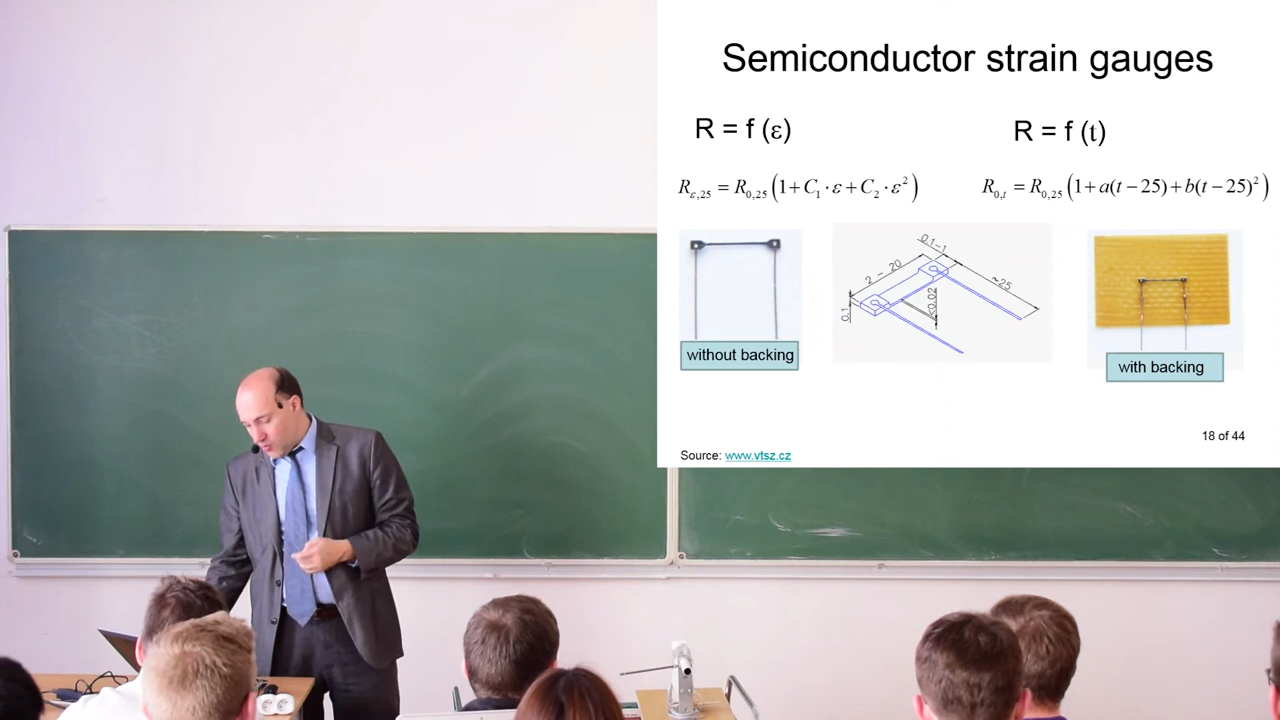 Semiconductor strain gauges
R = f (ε)
R = f (t)
R_{ε,25} = R_{0,25} (1 + C_1 · ε + C_2 · ε^2)
R_{0,t} = R_{0,25} (1 + a(t − 25) + b(t − 25)^2)
0.1-1
2 - 20
~25
0.1
<0.02
without backing
with backing
18 of 44
Source: www.vtsz.cz